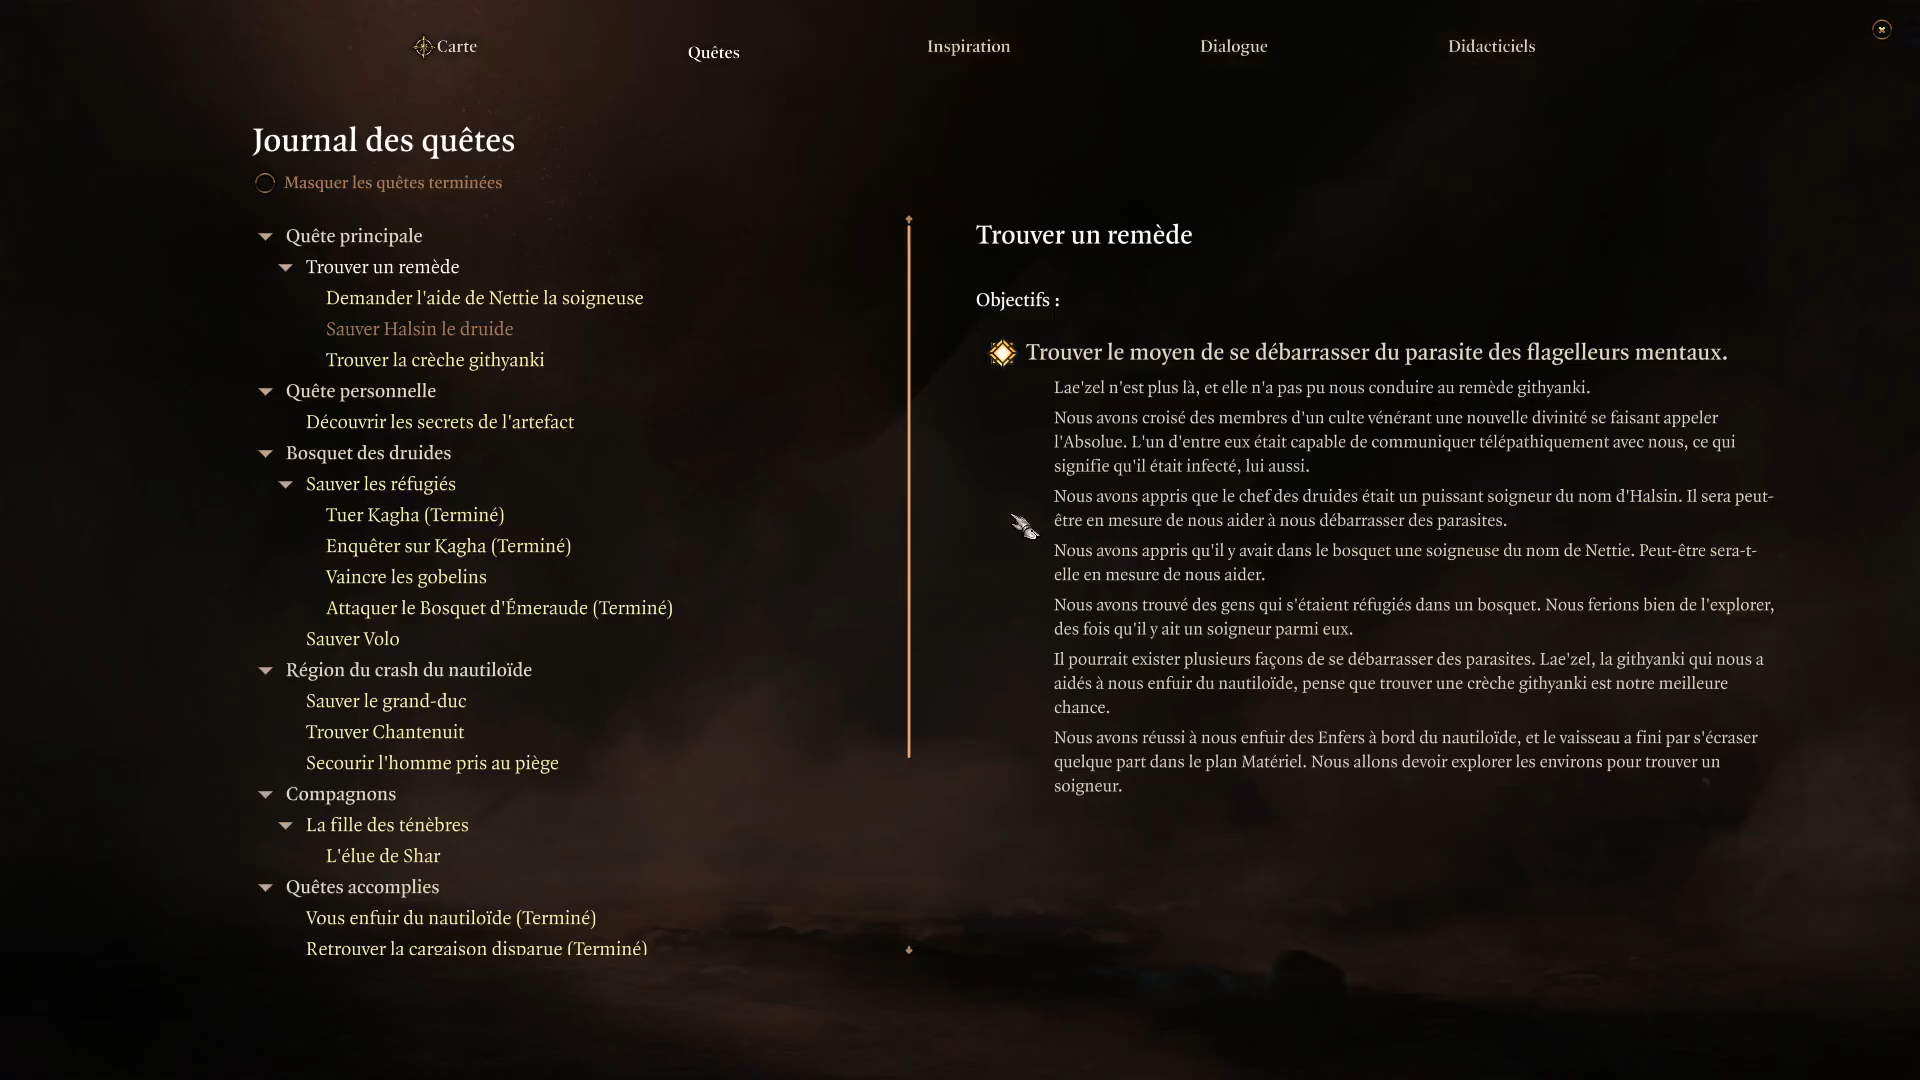 Carte
Quêtes
Inspiration
Dialogue
Didacticiels
Journal des quêtes
Masquer les quêtes terminées
Quête principale
Trouver un remède
Demander l'aide de Nettie la soigneuse
Sauver Halsin le druide
Trouver la crèche githyanki
Quête personnelle
Découvrir les secrets de l'artefact
Bosquet des druides
Sauver les réfugiés
Tuer Kagha (Terminé)
Enquêter sur Kagha (Terminé)
Vaincre les gobelins
Attaquer le Bosquet d'Émeraude (Terminé)
Sauver Volo
Région du crash du nautiloïde
Sauver le grand-duc
Trouver Chantenuit
Secourir l'homme pris au piège
Compagnons
La fille des ténèbres
L'élue de Shar
Quêtes accomplies
Vous enfuir du nautiloïde (Terminé)
Retrouver la cargaison disparue (Terminé)
Trouver un remède
Objectifs :
Trouver le moyen de se débarrasser du parasite des flagelleurs mentaux.
Lae'zel n'est plus là, et elle n'a pas pu nous conduire au remède githyanki.
Nous avons croisé des membres d'un culte vénérant une nouvelle divinité se faisant appeler
l'Absolue. L'un d'entre eux était capable de communiquer télépathiquement avec nous, ce qui
signifie qu'il était infecté, lui aussi.
Nous avons appris que le chef des druides était un puissant soigneur du nom d'Halsin. Il sera peut-
être en mesure de nous aider à nous débarrasser des parasites.
Nous avons appris qu'il y avait dans le bosquet une soigneuse du nom de Nettie. Peut-être sera-t-
elle en mesure de nous aider.
Nous avons trouvé des gens qui s'étaient réfugiés dans un bosquet. Nous ferions bien de l'explorer,
des fois qu'il y ait un soigneur parmi eux.
Il pourrait exister plusieurs façons de se débarrasser des parasites. Lae'zel, la githyanki qui nous a
aidés à nous enfuir du nautiloïde, pense que trouver une crèche githyanki est notre meilleure
chance.
Nous avons réussi à nous enfuir des Enfers à bord du nautiloïde, et le vaisseau a fini par s'écraser
quelque part dans le plan Matériel. Nous allons devoir explorer les environs pour trouver un
soigneur.